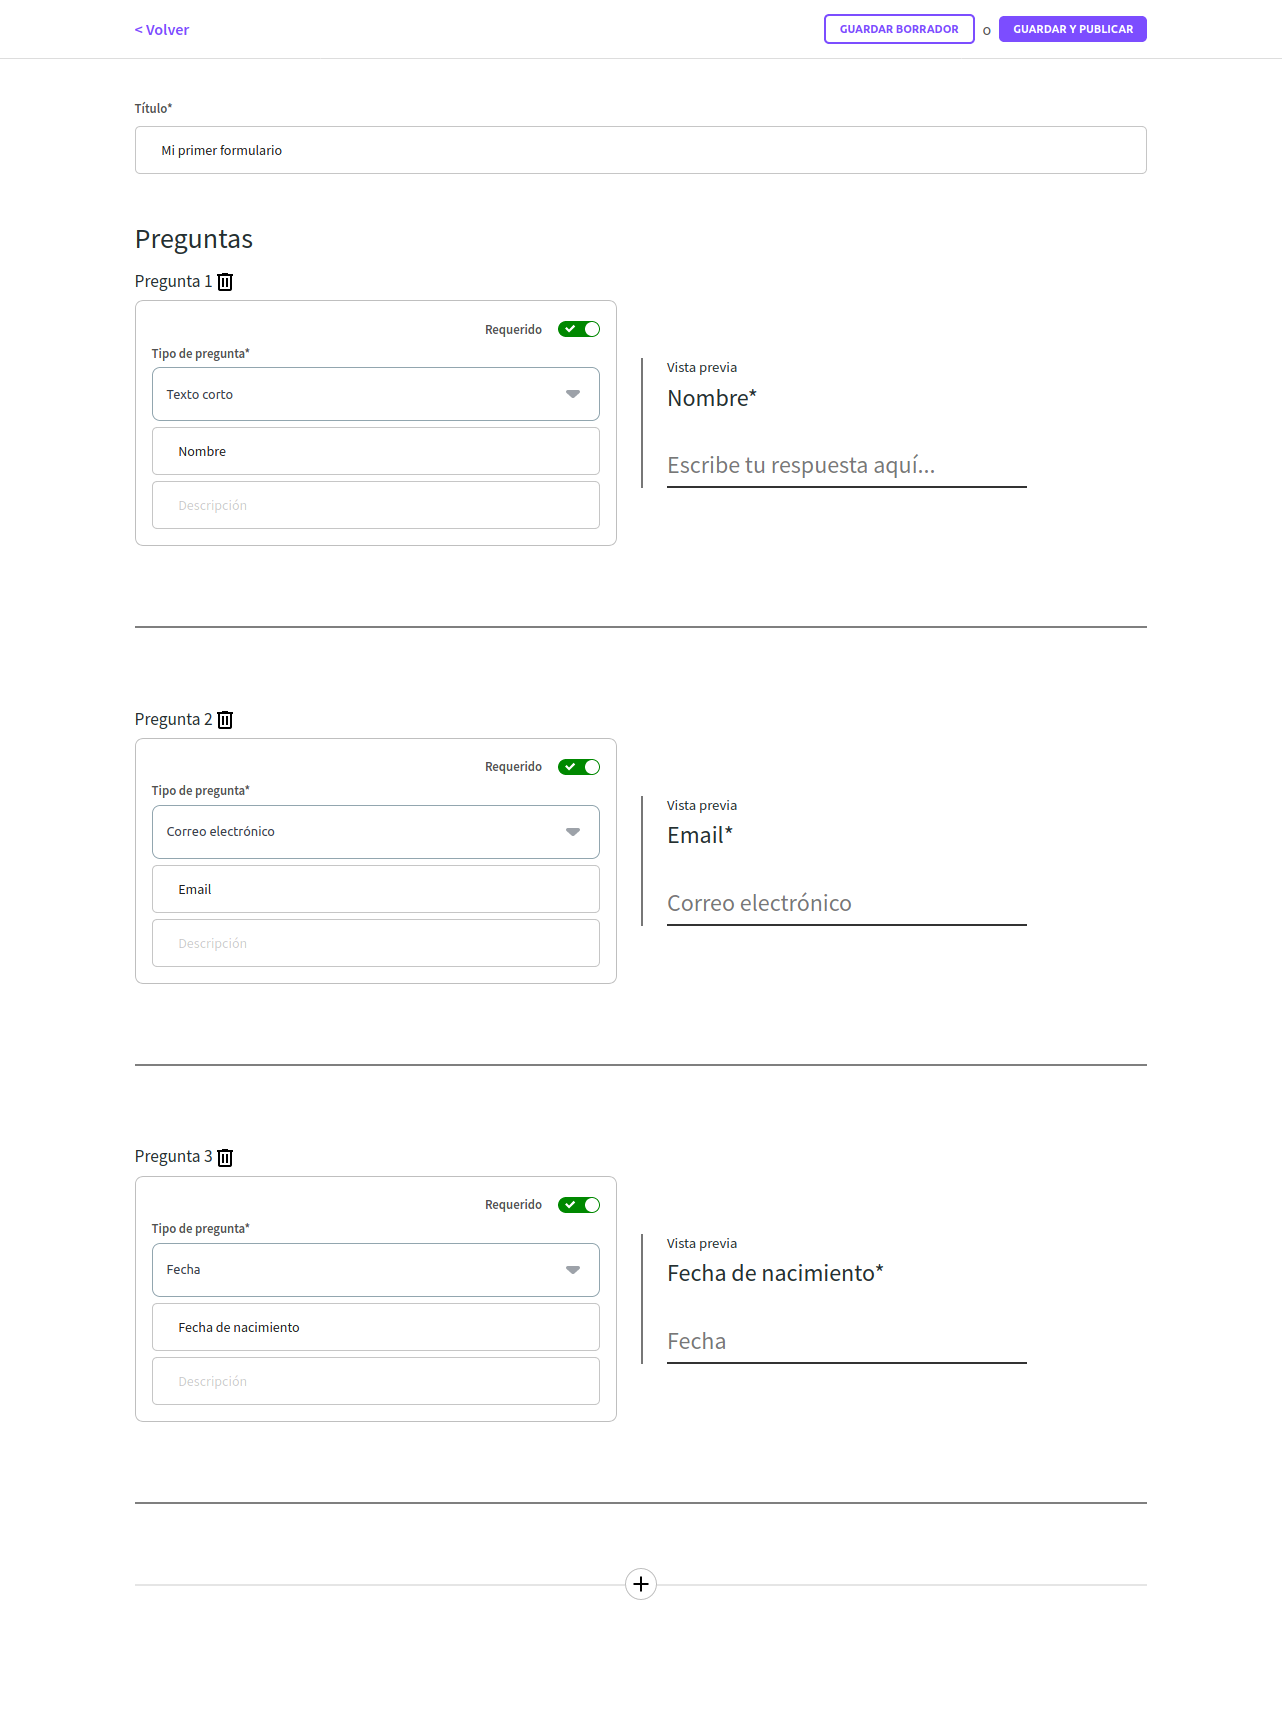 < Volver
GUARDAR BORRADOR o GUARDAR Y PUBLICAR
Título*
Mi primer formulario
Preguntas
Pregunta 1
Requerido
Tipo de pregunta*
Texto corto
Nombre
Descripción
Vista previa
Nombre*
Escribe tu respuesta aquí...
Pregunta 2
Requerido
Tipo de pregunta*
Correo electrónico
Email
Descripción
Vista previa
Email*
Correo electrónico
Pregunta 3
Requerido
Tipo de pregunta*
Fecha
Fecha de nacimiento
Descripción
Vista previa
Fecha de nacimiento*
Fecha